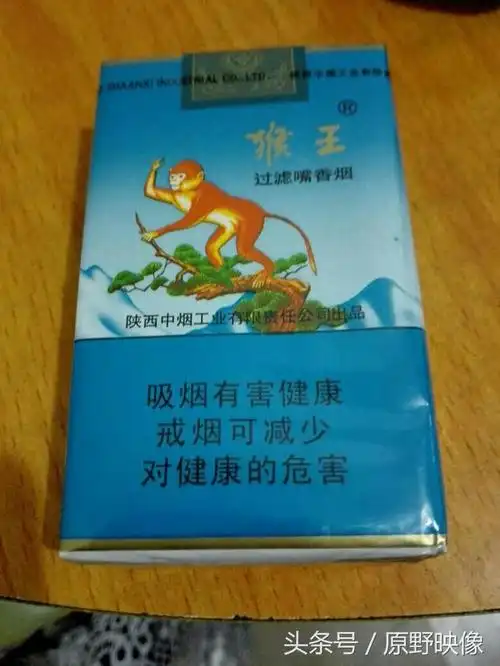 SHAANXI INDUSTRIAL CO.,LTD.
猴王®
过滤嘴香烟
陕西中烟工业有限责任公司出品
吸烟有害健康
戒烟可减少
对健康的危害
头条号 / 原野映像